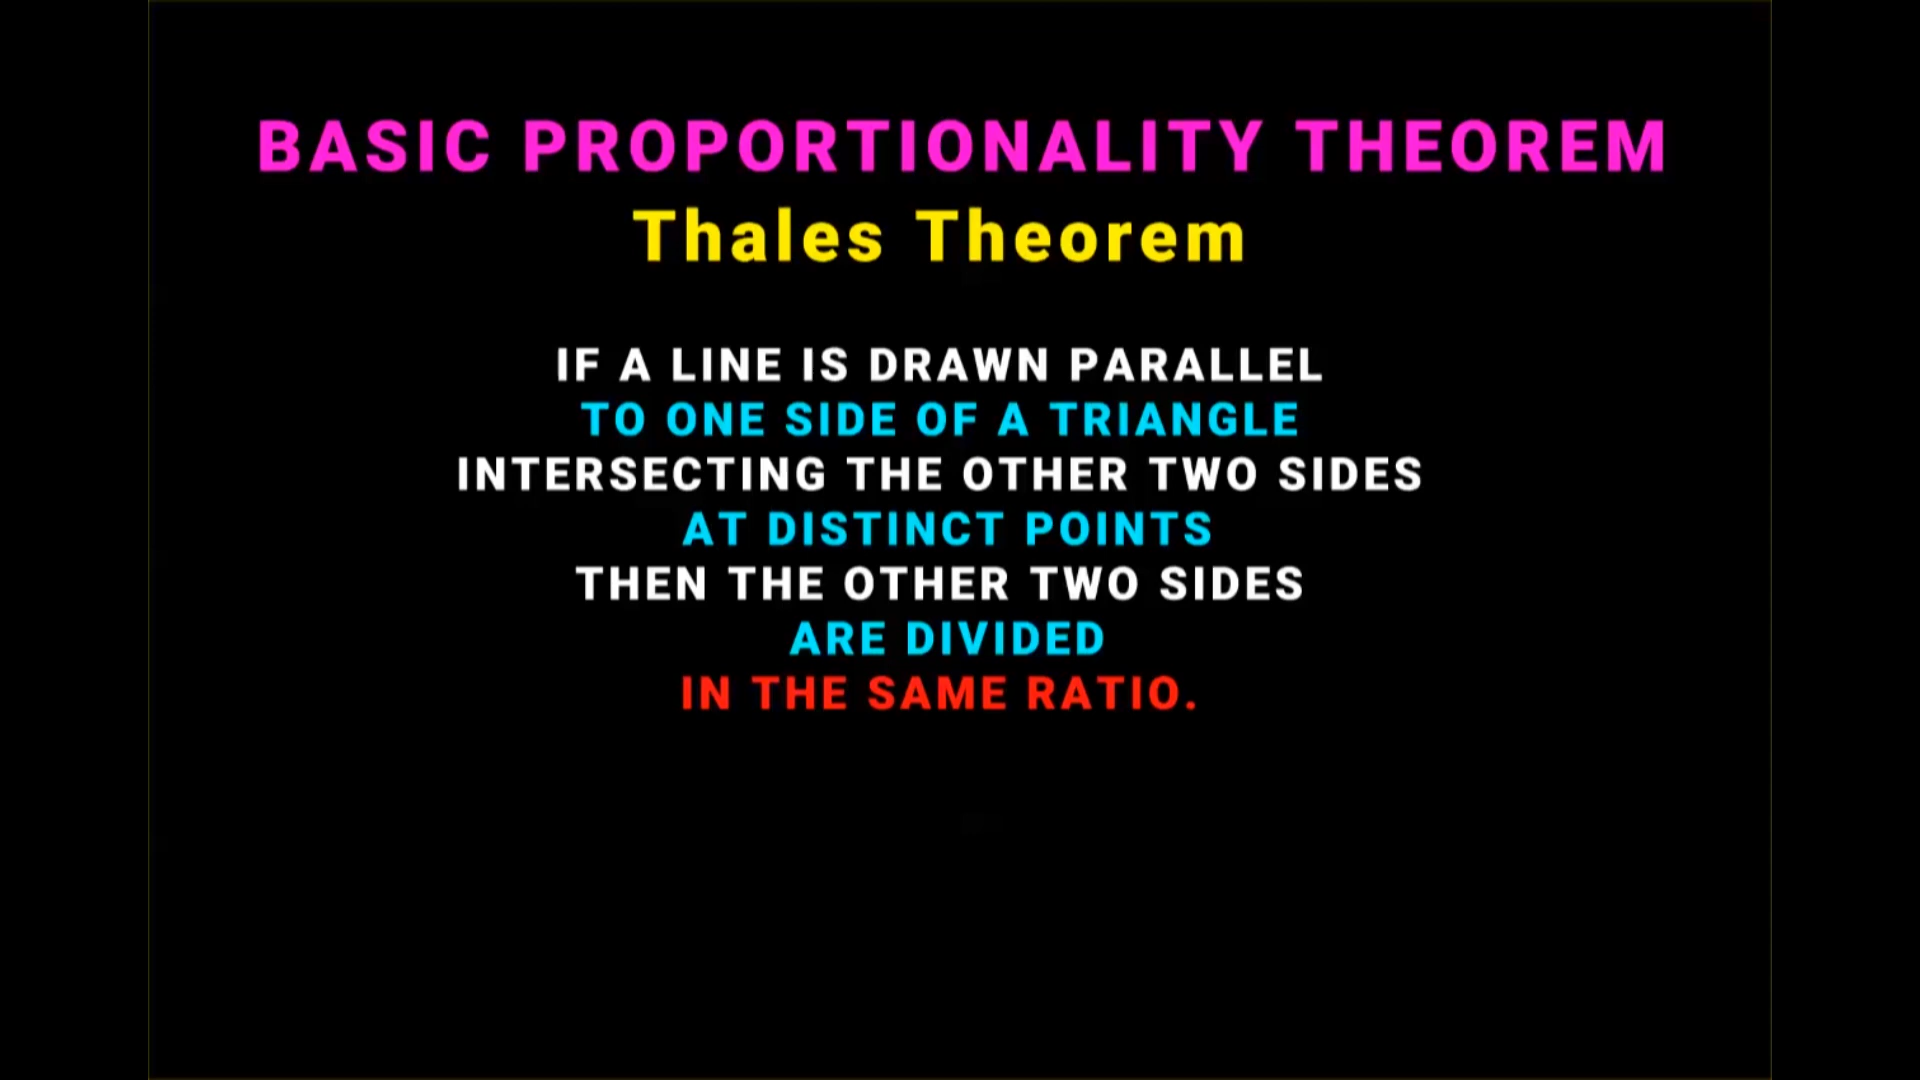 BASIC PROPORTIONALITY THEOREM
Thales Theorem
IF A LINE IS DRAWN PARALLEL
TO ONE SIDE OF A TRIANGLE
INTERSECTING THE OTHER TWO SIDES
AT DISTINCT POINTS
THEN THE OTHER TWO SIDES
ARE DIVIDED
IN THE SAME RATIO.